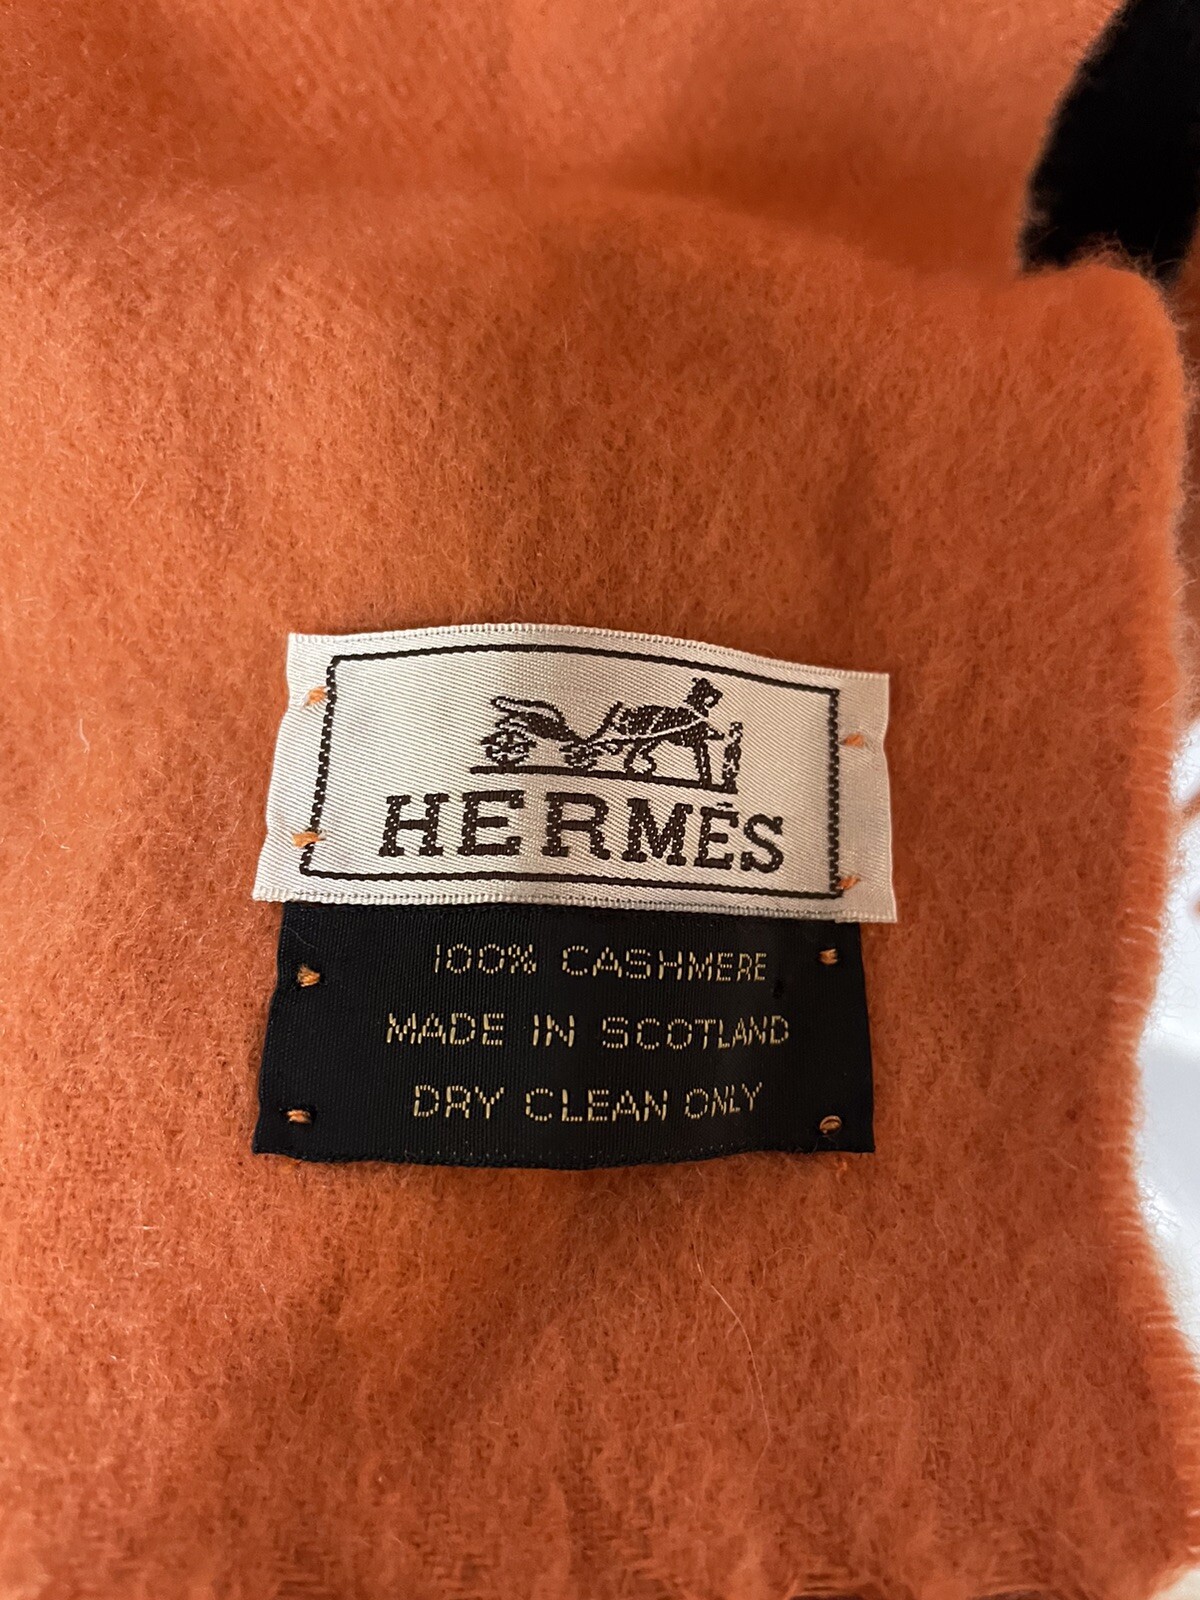 HERMÈS
100% CASHMERE
MADE IN SCOTLAND
DRY CLEAN ONLY